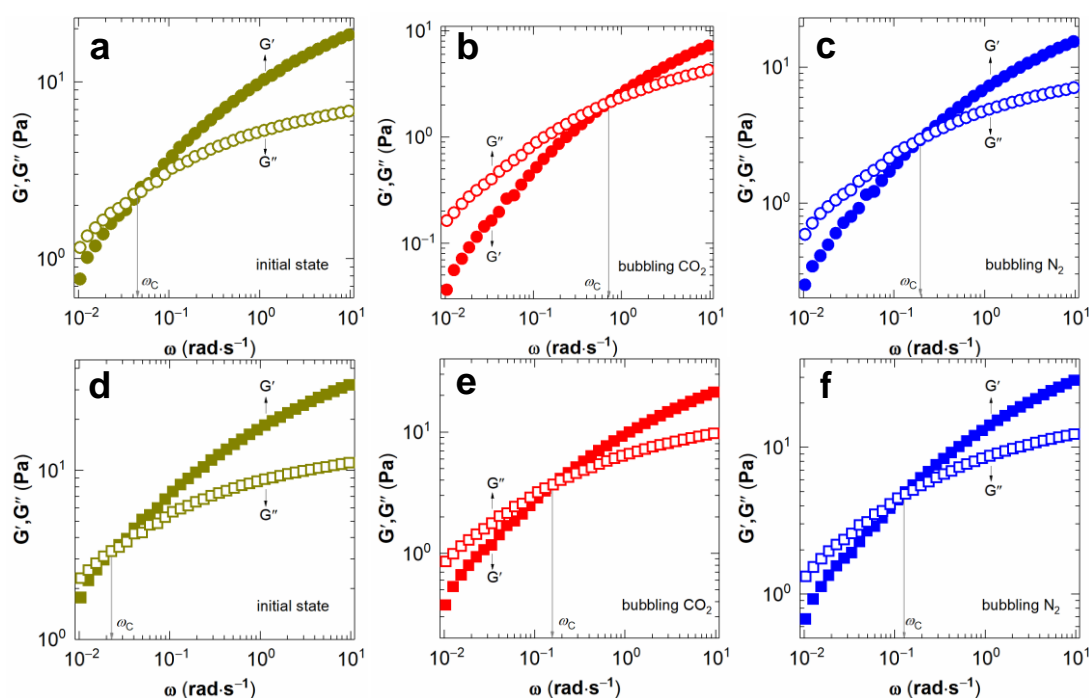 a
G′
G″
initial state
ωC
G′,G″ (Pa)
10⁰
10¹
10⁻² 10⁻¹ 10⁰ 10¹
ω (rad·s⁻¹)
b
G″
G′
bubbling CO₂
ωC
G′,G″ (Pa)
10⁻¹
10⁰
10¹
10⁻² 10⁻¹ 10⁰ 10¹
ω (rad·s⁻¹)
c
G′
G″
bubbling N₂
ωC
G′,G″ (Pa)
10⁰
10¹
10⁻² 10⁻¹ 10⁰ 10¹
ω (rad·s⁻¹)
d
G′
G″
initial state
ωC
G′,G″ (Pa)
10⁰
10¹
10⁻² 10⁻¹ 10⁰ 10¹
ω (rad·s⁻¹)
e
G″
G′
bubbling CO₂
ωC
G′,G″ (Pa)
10⁰
10¹
10⁻² 10⁻¹ 10⁰ 10¹
ω (rad·s⁻¹)
f
G′
G″
bubbling N₂
ωC
G′,G″ (Pa)
10⁰
10¹
10⁻² 10⁻¹ 10⁰ 10¹
ω (rad·s⁻¹)